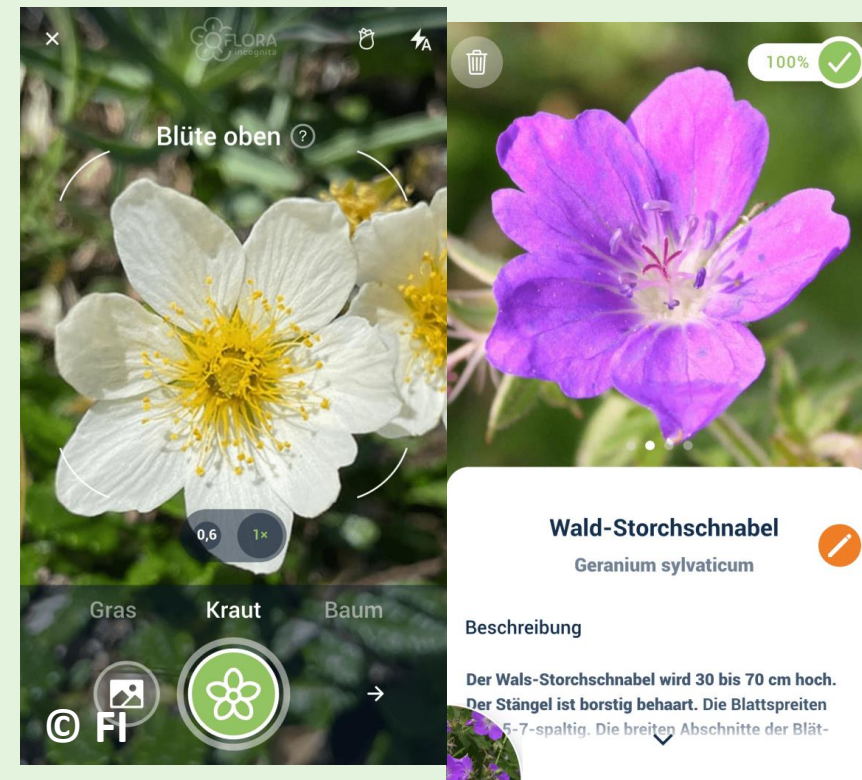 FLORA
incognita
Blüte oben ?
0,6 1×
Gras Kraut Baum
© FI
100%
Wald-Storchschnabel
Geranium sylvaticum
Beschreibung
Der Wals-Storchschnabel wird 30 bis 70 cm hoch.
Der Stängel ist borstig behaart. Die Blattspreiten
5-7-spaltig. Die breiten Abschnitte der Blät-